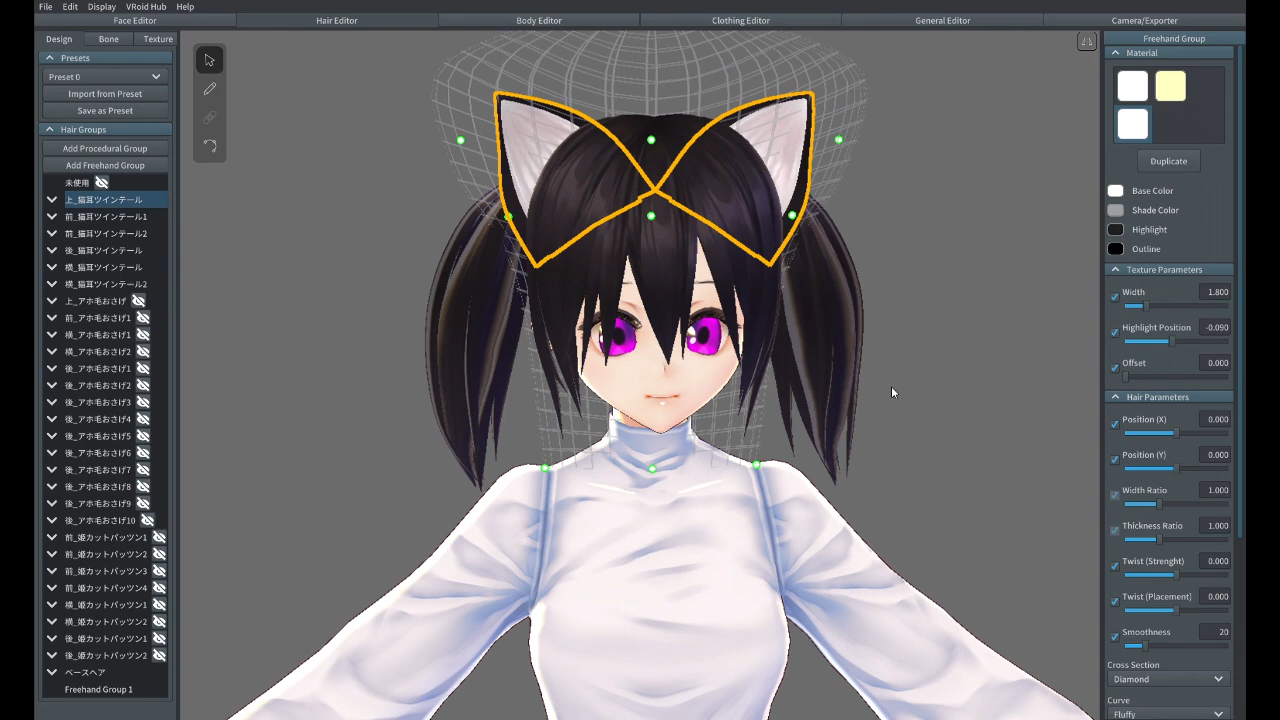 File Edit Display VRoid Hub Help
Face Editor Hair Editor Body Editor Clothing Editor General Editor Camera/Exporter
Design Bone Texture
Presets
Preset 0
Import from Preset
Save as Preset
Hair Groups
Add Procedural Group
Add Freehand Group
未使用
上_猫耳ツインテール
前_猫耳ツインテール1
前_猫耳ツインテール2
後_猫耳ツインテール
横_猫耳ツインテール
横_猫耳ツインテール2
上_アホ毛おさげ
前_アホ毛おさげ1
横_アホ毛おさげ1
横_アホ毛おさげ2
後_アホ毛おさげ1
後_アホ毛おさげ2
後_アホ毛おさげ3
後_アホ毛おさげ4
後_アホ毛おさげ5
後_アホ毛おさげ6
後_アホ毛おさげ7
後_アホ毛おさげ8
後_アホ毛おさげ9
後_アホ毛おさげ10
前_姫カットパッツン1
前_姫カットパッツン2
前_姫カットパッツン3
前_姫カットパッツン4
横_姫カットパッツン1
横_姫カットパッツン2
後_姫カットパッツン1
後_姫カットパッツン2
ベースヘア
Freehand Group 1
Freehand Group
Material
Duplicate
Base Color
Shade Color
Highlight
Outline
Texture Parameters
Width 1.800
Highlight Position -0.090
Offset 0.000
Hair Parameters
Position (X) 0.000
Position (Y) 0.000
Width Ratio 1.000
Thickness Ratio 1.000
Twist (Strenght) 0.000
Twist (Placement) 0.000
Smoothness 20
Cross Section
Diamond
Curve
Fluffy